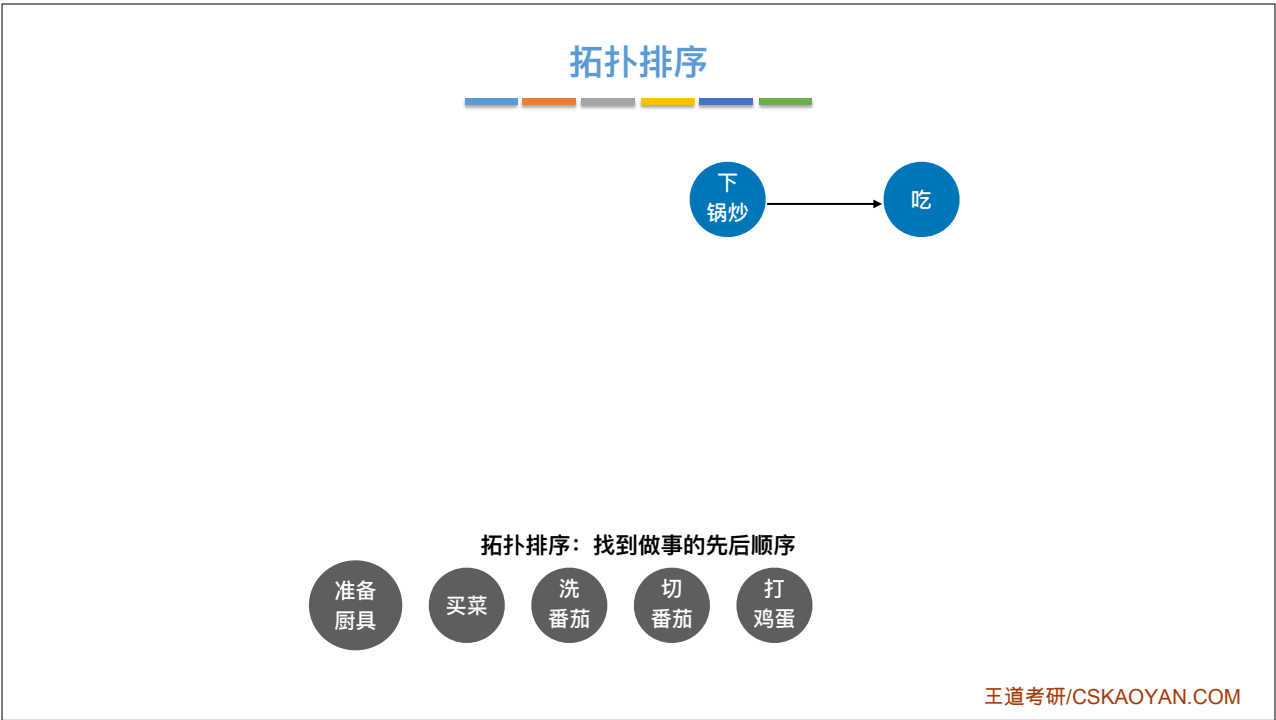 拓扑排序
下
锅炒
吃
拓扑排序：找到做事的先后顺序
准备
厨具
买菜
洗
番茄
切
番茄
打
鸡蛋
王道考研/CSKAOYAN.COM